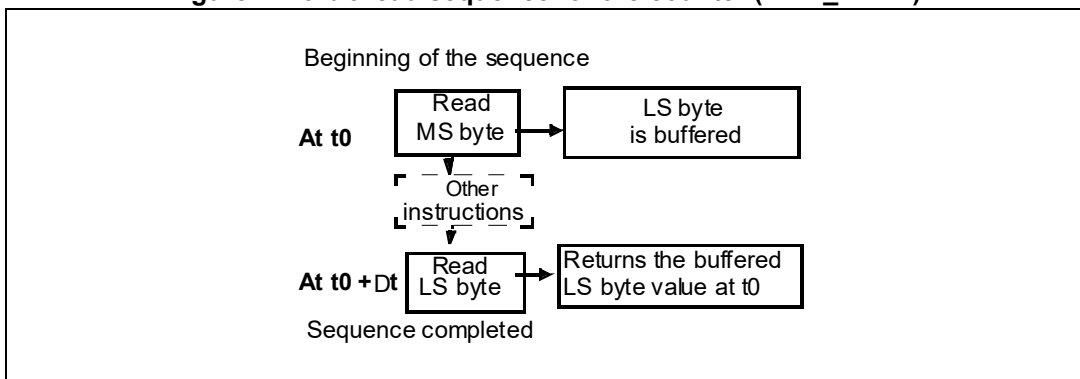 Beginning of the sequence
Read
MS byte
LS byte
is buffered
At t0
Other
instructions
At t0 +Dt
Read
LS byte
Returns the buffered
LS byte value at t0
Sequence completed